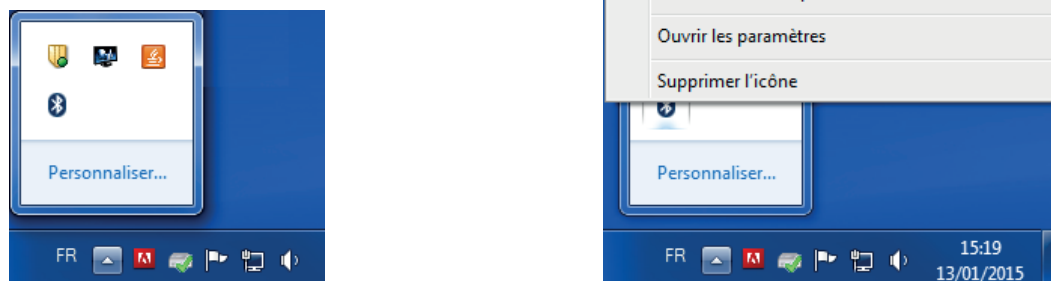 Personnaliser...
FR
Ouvrir les paramètres
Supprimer l'icône
Personnaliser...
FR
15:19
13/01/2015